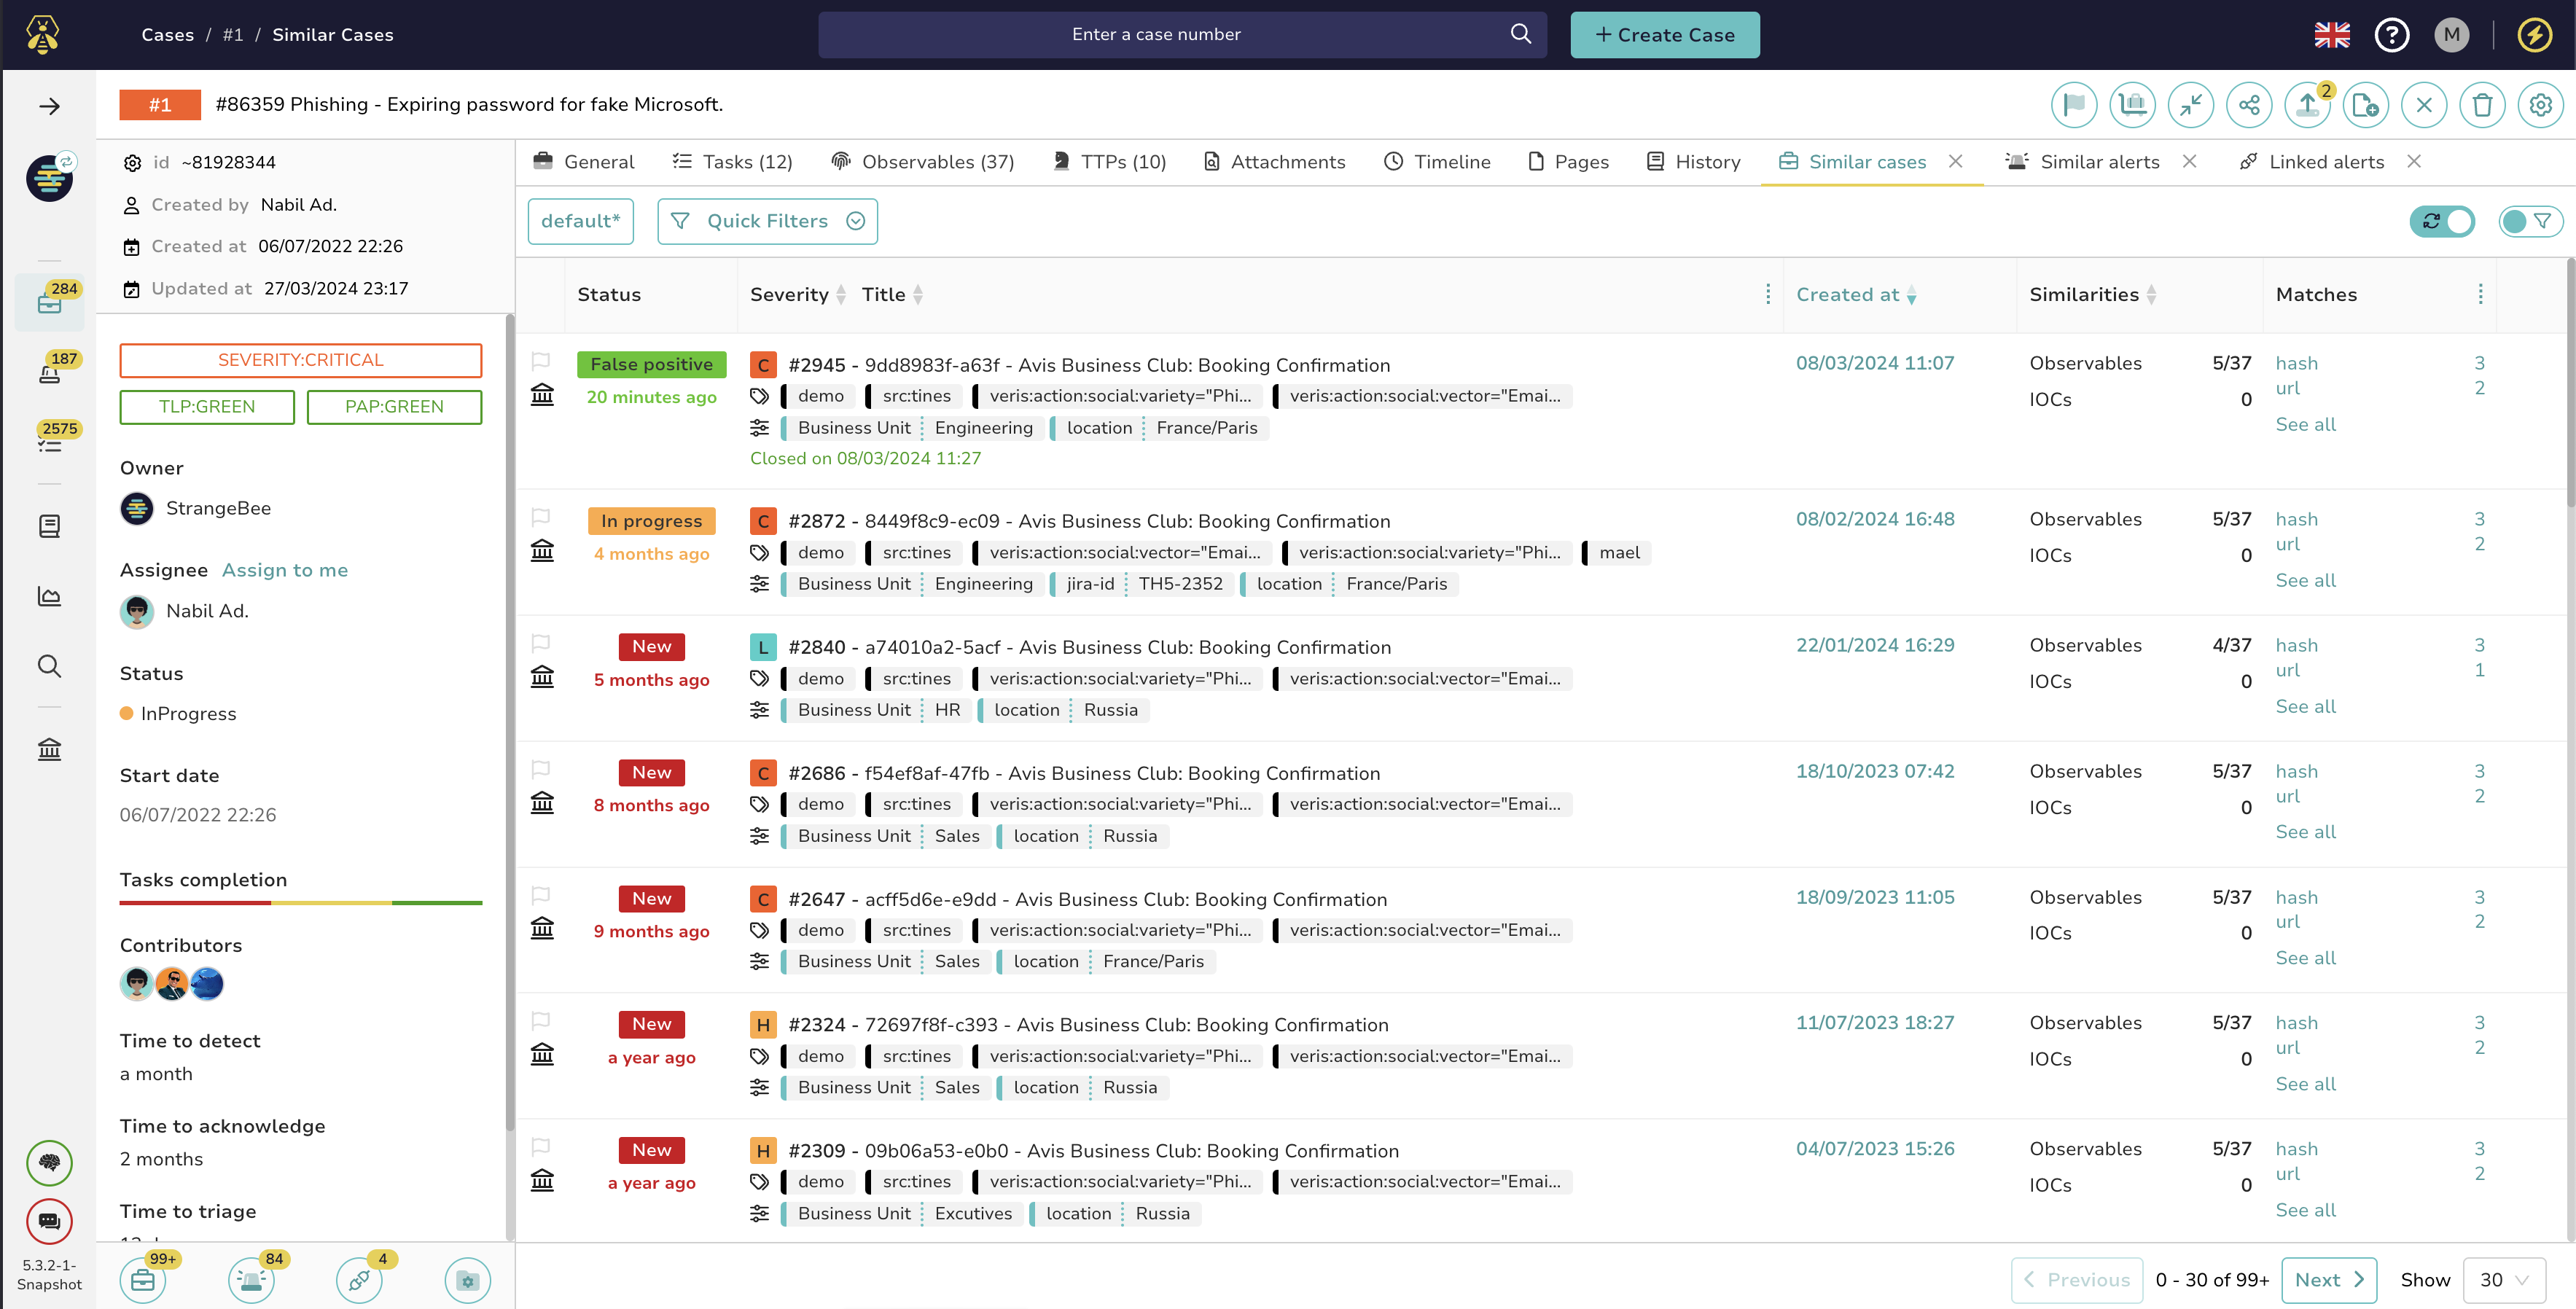 Cases / #1 / Similar Cases
Enter a case number
+ Create Case
M
#1 #86359 Phishing - Expiring password for fake Microsoft.
2
id ~81928344
Created by Nabil Ad.
Created at 06/07/2022 22:26
Updated at 27/03/2024 23:17
284
187
2575
SEVERITY:CRITICAL
TLP:GREEN PAP:GREEN
Owner
StrangeBee
Assignee Assign to me
Nabil Ad.
Status
InProgress
Start date
06/07/2022 22:26
Tasks completion
Contributors
Time to detect
a month
Time to acknowledge
2 months
Time to triage
99+ 84 4
5.3.2-1-
Snapshot
General Tasks (12) Observables (37) TTPs (10) Attachments Timeline Pages History Similar cases Similar alerts Linked alerts
default* Quick Filters
Status Severity Title Created at Similarities Matches
False positive C #2945 - 9dd8983f-a63f - Avis Business Club: Booking Confirmation 08/03/2024 11:07 Observables 5/37 hash 3
20 minutes ago demo src:tines veris:action:social:variety="Phi... veris:action:social:vector="Emai... IOCs 0 url 2
Business Unit Engineering location France/Paris See all
Closed on 08/03/2024 11:27
In progress C #2872 - 8449f8c9-ec09 - Avis Business Club: Booking Confirmation 08/02/2024 16:48 Observables 5/37 hash 3
4 months ago demo src:tines veris:action:social:vector="Emai... veris:action:social:variety="Phi... mael IOCs 0 url 2
Business Unit Engineering jira-id TH5-2352 location France/Paris See all
New L #2840 - a74010a2-5acf - Avis Business Club: Booking Confirmation 22/01/2024 16:29 Observables 4/37 hash 3
5 months ago demo src:tines veris:action:social:variety="Phi... veris:action:social:vector="Emai... IOCs 0 url 1
Business Unit HR location Russia See all
New C #2686 - f54ef8af-47fb - Avis Business Club: Booking Confirmation 18/10/2023 07:42 Observables 5/37 hash 3
8 months ago demo src:tines veris:action:social:variety="Phi... veris:action:social:vector="Emai... IOCs 0 url 2
Business Unit Sales location Russia See all
New C #2647 - acff5d6e-e9dd - Avis Business Club: Booking Confirmation 18/09/2023 11:05 Observables 5/37 hash 3
9 months ago demo src:tines veris:action:social:variety="Phi... veris:action:social:vector="Emai... IOCs 0 url 2
Business Unit Sales location France/Paris See all
New H #2324 - 72697f8f-c393 - Avis Business Club: Booking Confirmation 11/07/2023 18:27 Observables 5/37 hash 3
a year ago demo src:tines veris:action:social:variety="Phi... veris:action:social:vector="Emai... IOCs 0 url 2
Business Unit Sales location Russia See all
New H #2309 - 09b06a53-e0b0 - Avis Business Club: Booking Confirmation 04/07/2023 15:26 Observables 5/37 hash 3
a year ago demo src:tines veris:action:social:variety="Phi... veris:action:social:vector="Emai... IOCs 0 url 2
Business Unit Excutives location Russia See all
Previous 0 - 30 of 99+ Next Show 30